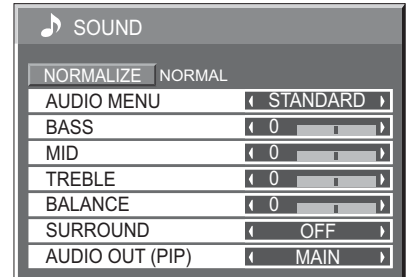 SOUND
NORMALIZE NORMAL
AUDIO MENU STANDARD
BASS 0
MID 0
TREBLE 0
BALANCE 0
SURROUND OFF
AUDIO OUT (PIP) MAIN